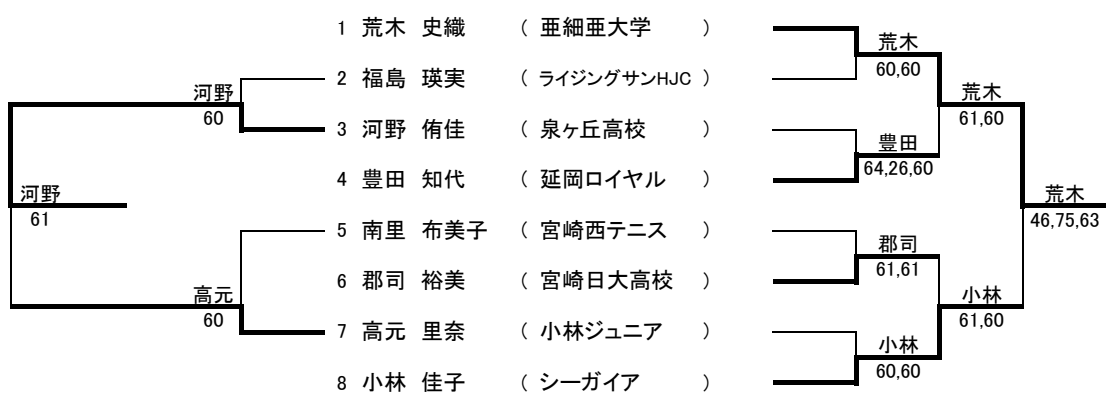 1 荒木 史織 ( 亜細亜大学 )
荒木
60,60
2 福島 瑛実 ( ライジングサンHJC )
河野
60
荒木
61,60
3 河野 侑佳 ( 泉ヶ丘高校 )
豊田
64,26,60
4 豊田 知代 ( 延岡ロイヤル )
河野
61
荒木
46,75,63
5 南里 布美子 ( 宮崎西テニス )
郡司
61,61
6 郡司 裕美 ( 宮崎日大高校 )
高元
60
小林
61,60
7 高元 里奈 ( 小林ジュニア )
小林
60,60
8 小林 佳子 ( シーガイア )